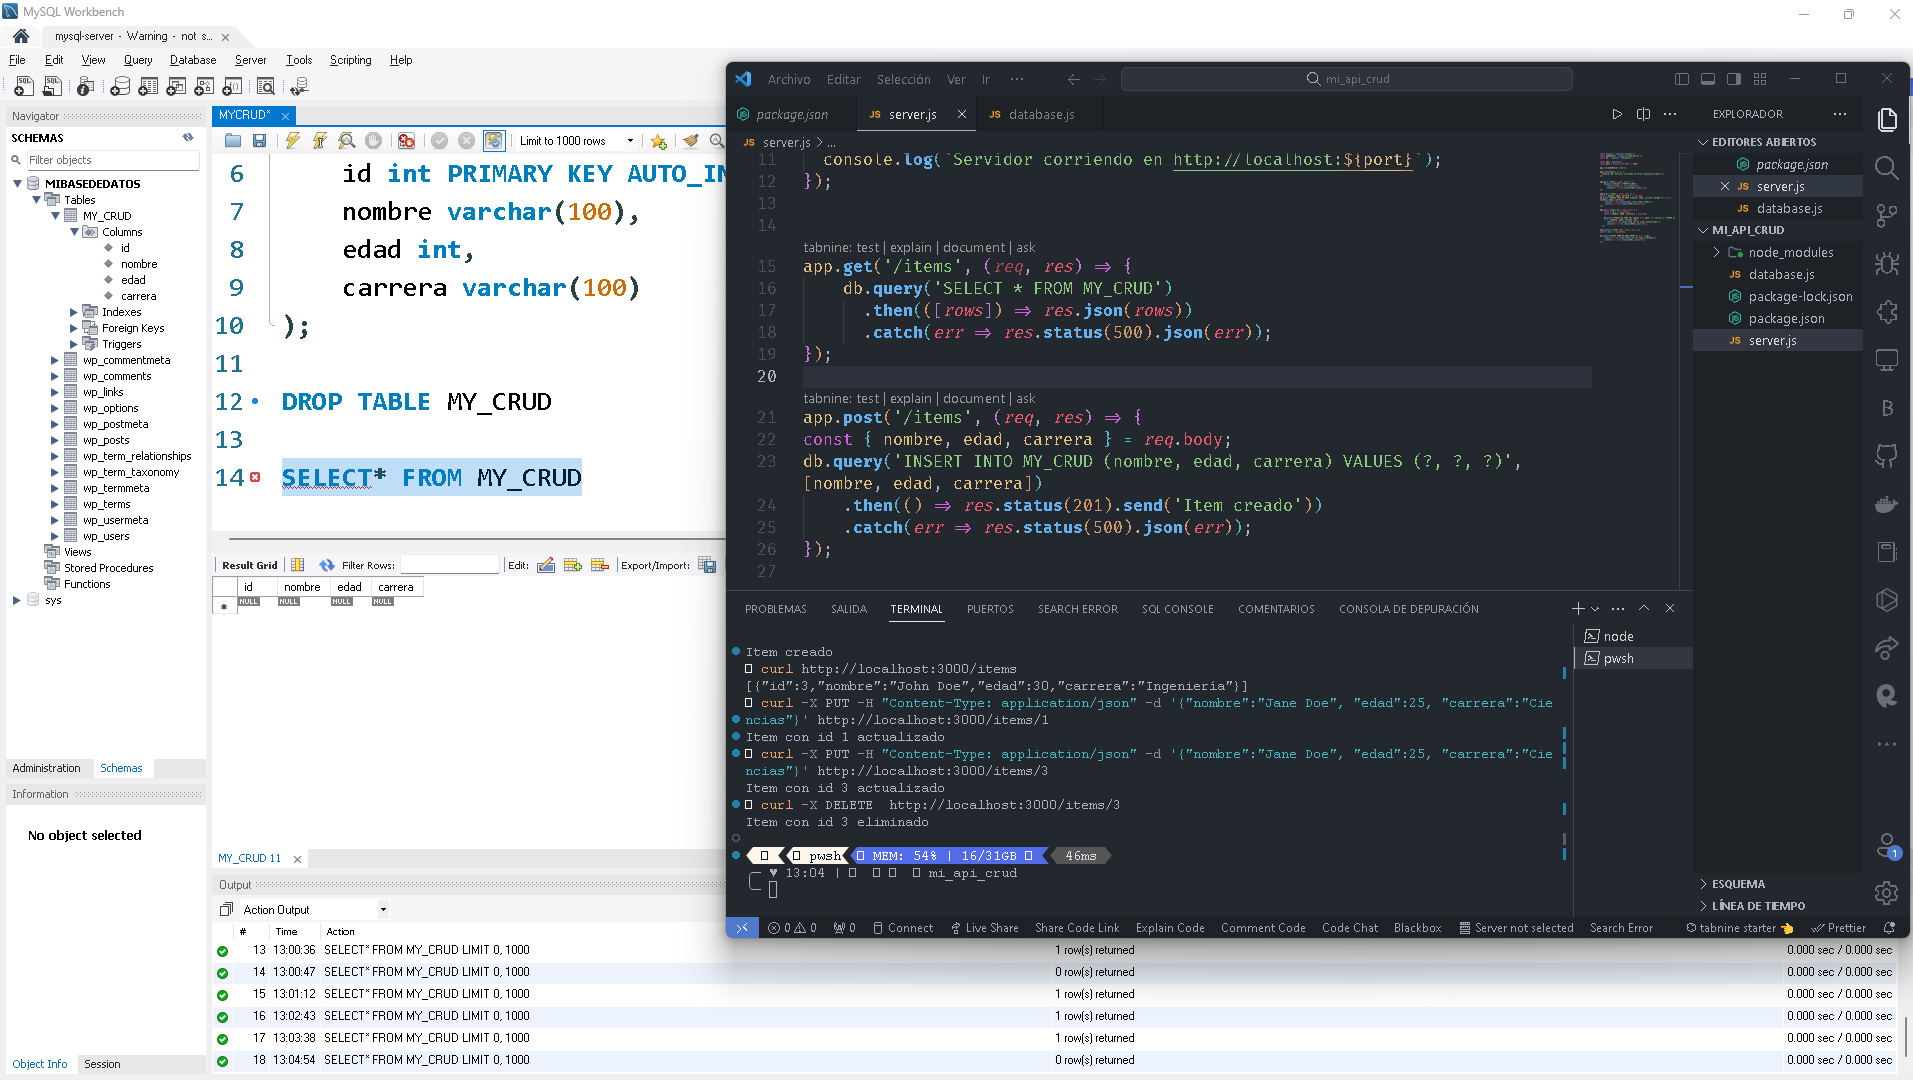 MySQL Workbench
mysql-server - Warning - not s...
File Edit View Query Database Server Tools Scripting Help
Navigator
SCHEMAS
Filter objects
MIBASEDEDATOS
Tables
MY_CRUD
Columns
id
nombre
edad
carrera
Indexes
Foreign Keys
Triggers
wp_commentmeta
wp_comments
wp_links
wp_options
wp_postmeta
wp_posts
wp_term_relationships
wp_term_taxonomy
wp_termmeta
wp_terms
wp_usermeta
wp_users
Views
Stored Procedures
Functions
sys
Administration Schemas
Information
No object selected
Object Info Session
MYCRUD*
Limit to 1000 rows
6 id int PRIMARY KEY AUTO_IN
7 nombre varchar(100),
8 edad int,
9 carrera varchar(100)
10 );
11
12 DROP TABLE MY_CRUD
13
14 SELECT* FROM MY_CRUD
Result Grid Filter Rows: Edit: Export/Import:
id nombre edad carrera
NULL NULL NULL NULL
MY_CRUD 11
Output
Action Output
# Time Action
13 13:00:36 SELECT* FROM MY_CRUD LIMIT 0, 1000 1 row(s) returned 0.000 sec / 0.000 sec
14 13:00:47 SELECT* FROM MY_CRUD LIMIT 0, 1000 0 row(s) returned 0.000 sec / 0.000 sec
15 13:01:12 SELECT* FROM MY_CRUD LIMIT 0, 1000 1 row(s) returned 0.000 sec / 0.000 sec
16 13:02:43 SELECT* FROM MY_CRUD LIMIT 0, 1000 1 row(s) returned 0.000 sec / 0.000 sec
17 13:03:38 SELECT* FROM MY_CRUD LIMIT 0, 1000 1 row(s) returned 0.000 sec / 0.000 sec
18 13:04:54 SELECT* FROM MY_CRUD LIMIT 0, 1000 0 row(s) returned 0.000 sec / 0.000 sec
Archivo Editar Selección Ver Ir ... mi_api_crud
package.json JS server.js JS database.js
JS server.js > ...
11 console.log(`Servidor corriendo en http://localhost:${port}`);
12 });
13
14
tabnine: test | explain | document | ask
15 app.get('/items', (req, res) => {
16 db.query('SELECT * FROM MY_CRUD')
17 .then(([rows]) => res.json(rows))
18 .catch(err => res.status(500).json(err));
19 });
20
tabnine: test | explain | document | ask
21 app.post('/items', (req, res) => {
22 const { nombre, edad, carrera } = req.body;
23 db.query('INSERT INTO MY_CRUD (nombre, edad, carrera) VALUES (?, ?, ?)',
[nombre, edad, carrera])
24 .then(() => res.status(201).send('Item creado'))
25 .catch(err => res.status(500).json(err));
26 });
27
PROBLEMAS SALIDA TERMINAL PUERTOS SEARCH ERROR SQL CONSOLE COMENTARIOS CONSOLA DE DEPURACIÓN
Item creado
curl http://localhost:3000/items
[{"id":3,"nombre":"John Doe","edad":30,"carrera":"Ingeniería"}]
curl -X PUT -H "Content-Type: application/json" -d '{"nombre":"Jane Doe", "edad":25, "carrera":"Cie
ncias"}' http://localhost:3000/items/1
Item con id 1 actualizado
curl -X PUT -H "Content-Type: application/json" -d '{"nombre":"Jane Doe", "edad":25, "carrera":"Cie
ncias"}' http://localhost:3000/items/3
Item con id 3 actualizado
curl -X DELETE http://localhost:3000/items/3
Item con id 3 eliminado
pwsh MEM: 54% | 16/31GB 46ms
♥ 13:04 | mi_api_crud
node
pwsh
EXPLORADOR
EDITORES ABIERTOS
package.json
JS server.js
JS database.js
MI_API_CRUD
node_modules
JS database.js
package-lock.json
package.json
JS server.js
ESQUEMA
LÍNEA DE TIEMPO
1
0 0 0 Connect Live Share Share Code Link Explain Code Comment Code Code Chat Blackbox Server not selected Search Error tabnine starter Prettier